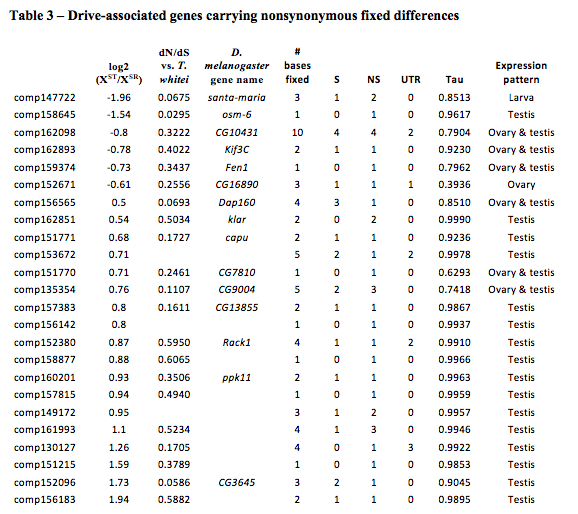 Table 3 – Drive-associated genes carrying nonsynonymous fixed differences
log2 (X^ST/X^SR) dN/dS vs. T. whitei D. melanogaster gene name # bases fixed S NS UTR Tau Expression pattern
comp147722 -1.96 0.0675 santa-maria 3 1 2 0 0.8513 Larva
comp158645 -1.54 0.0295 osm-6 1 0 1 0 0.9617 Testis
comp162098 -0.8 0.3222 CG10431 10 4 4 2 0.7904 Ovary & testis
comp162893 -0.78 0.4022 Kif3C 2 1 1 0 0.9230 Ovary & testis
comp159374 -0.73 0.3437 Fen1 1 0 1 0 0.7962 Ovary & testis
comp152671 -0.61 0.2556 CG16890 3 1 1 1 0.3936 Ovary
comp156565 0.5 0.0693 Dap160 4 3 1 0 0.8510 Ovary & testis
comp162851 0.54 0.5034 klar 2 0 2 0 0.9990 Testis
comp151771 0.68 0.1727 capu 2 1 1 0 0.9236 Testis
comp153672 0.71 5 2 1 2 0.9978 Testis
comp151770 0.71 0.2461 CG7810 1 0 1 0 0.6293 Ovary & testis
comp135354 0.76 0.1107 CG9004 5 2 3 0 0.7418 Ovary & testis
comp157383 0.8 0.1611 CG13855 2 1 1 0 0.9867 Testis
comp156142 0.8 1 0 1 0 0.9937 Testis
comp152380 0.87 0.5950 Rack1 4 1 1 2 0.9910 Testis
comp158877 0.88 0.6065 1 0 1 0 0.9966 Testis
comp160201 0.93 0.3506 ppk11 2 1 1 0 0.9963 Testis
comp157815 0.94 0.4940 1 0 1 0 0.9959 Testis
comp149172 0.95 3 1 2 0 0.9957 Testis
comp161993 1.1 0.5234 4 1 3 0 0.9946 Testis
comp130127 1.26 0.1705 4 0 1 3 0.9922 Testis
comp151215 1.59 0.3789 1 0 1 0 0.9853 Testis
comp152096 1.73 0.0586 CG3645 3 2 1 0 0.9045 Testis
comp156183 1.94 0.5882 2 1 1 0 0.9895 Testis